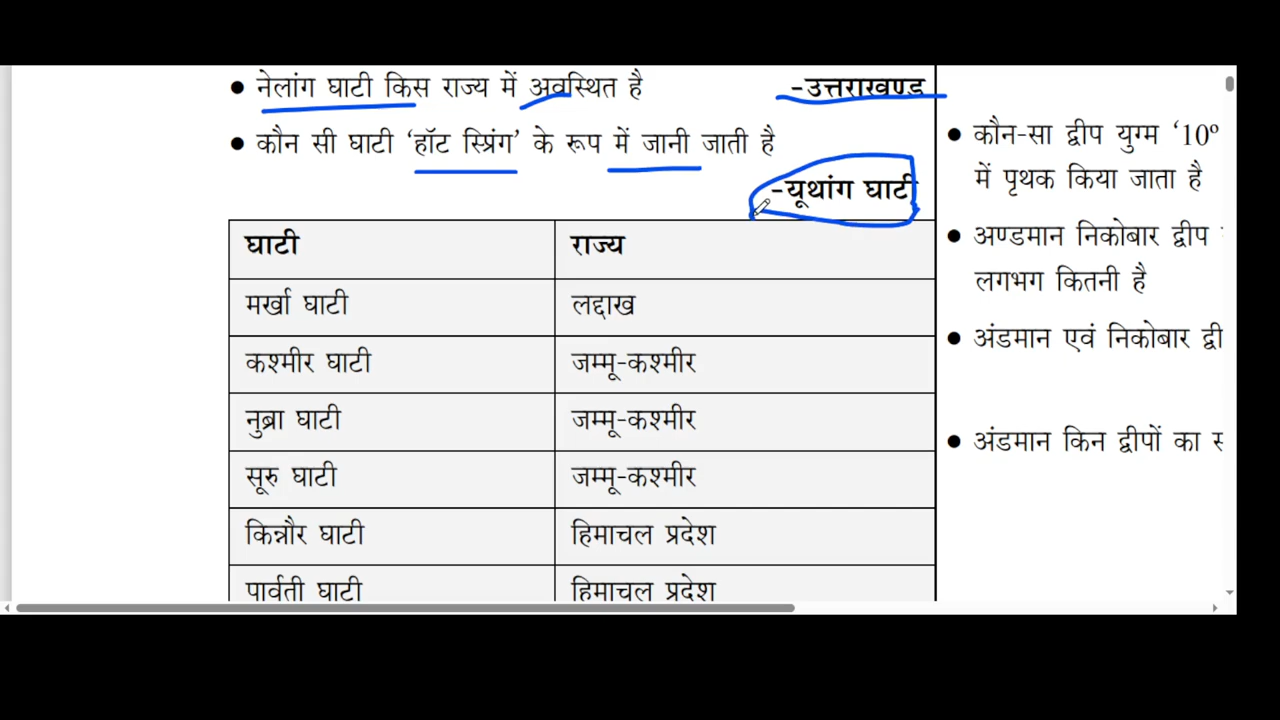 ● नेलांग घाटी किस राज्य में अवस्थित है -उत्तराखण्ड
● कौन सी घाटी ‘हॉट स्प्रिंग’ के रूप में जानी जाती है
-यूथांग घाटी
घाटी राज्य
मर्खा घाटी लद्दाख
कश्मीर घाटी जम्मू-कश्मीर
नुब्रा घाटी जम्मू-कश्मीर
सूरु घाटी जम्मू-कश्मीर
किन्नौर घाटी हिमाचल प्रदेश
पार्वती घाटी हिमाचल प्रदेश
● कौन-सा द्वीप युग्म ‘10º
में पृथक किया जाता है
● अण्डमान निकोबार द्वीप
लगभग कितनी है
● अंडमान एवं निकोबार द्वी
● अंडमान किन द्वीपों का